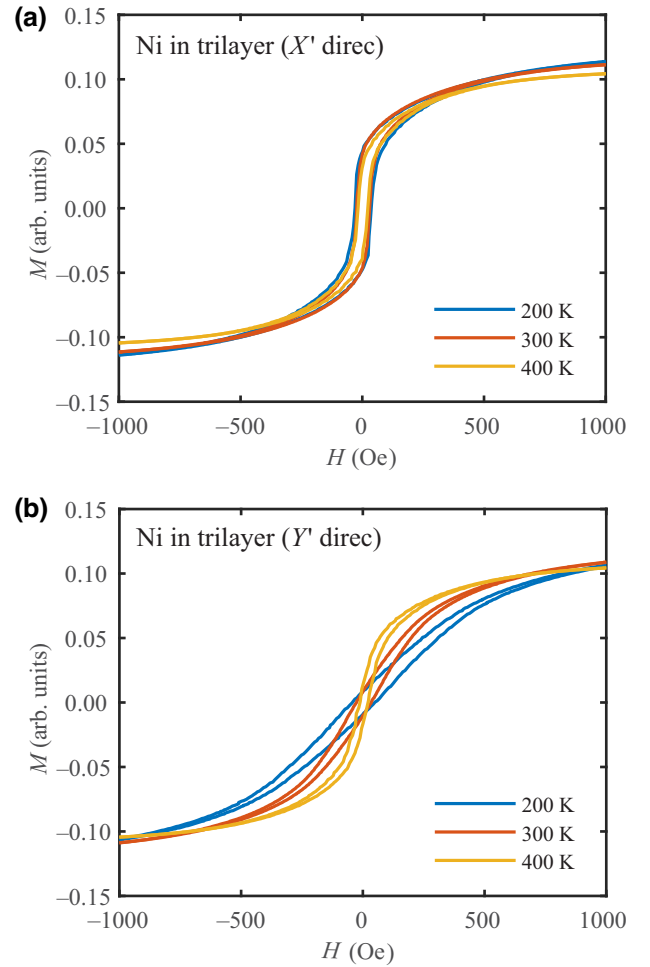 (a)
0.15
Ni in trilayer (X' direc)
0.10
0.05
0.00
−0.05
−0.10
−0.15
M (arb. units)
200 K
300 K
400 K
−1000
−500
0
500
1000
H (Oe)
(b)
0.15
Ni in trilayer (Y' direc)
0.10
0.05
0.00
−0.05
−0.10
−0.15
M (arb. units)
200 K
300 K
400 K
−1000
−500
0
500
1000
H (Oe)